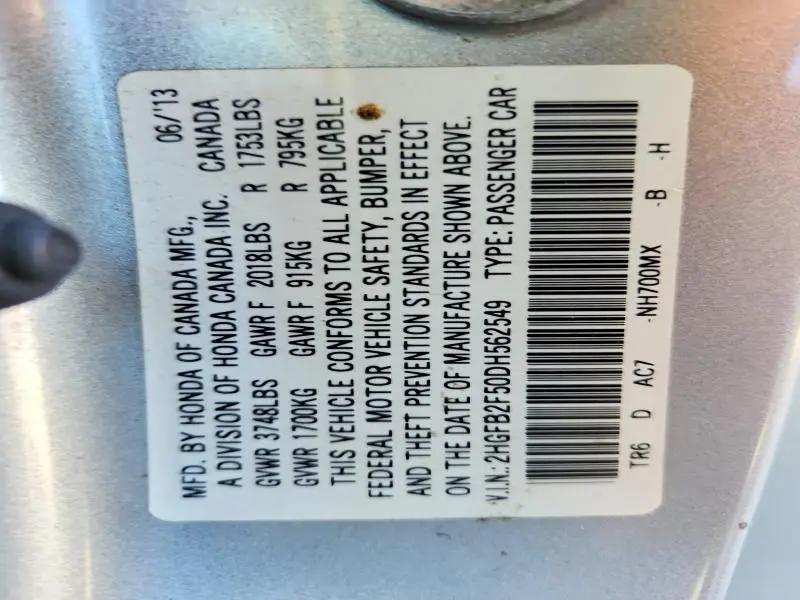 MFD. BY HONDA OF CANADA MFG., 06/'13
A DIVISION OF HONDA CANADA INC. CANADA
GVWR 3748LBS GAWR F 2018LBS R 1753LBS
GVWR 1700KG GAWR F 915KG R 795KG
THIS VEHICLE CONFORMS TO ALL APPLICABLE
FEDERAL MOTOR VEHICLE SAFETY, BUMPER,
AND THEFT PREVENTION STANDARDS IN EFFECT
ON THE DATE OF MANUFACTURE SHOWN ABOVE.
V.I.N.: 2HGFB2F50DH562549 TYPE: PASSENGER CAR
TR6 D AC7 -NH700MX -B -H